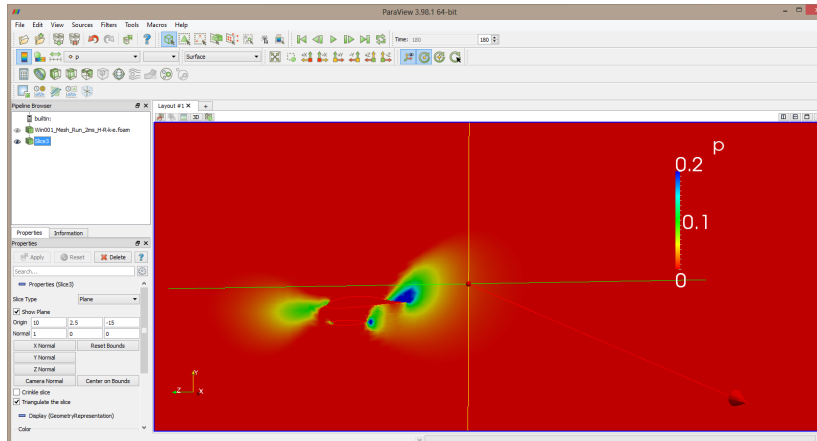 ParaView 3.98.1 64-bit
File Edit View Sources Filters Tools Macros Help
Time: 180 180
p Surface
Pipeline Browser
Layout #1 × +
builtin:
3D
Win001_Mesh_Run_2ms_H-R-k-e.foam
Slice3
p
0.2
0.1
0
Properties Information
Properties
Apply Reset Delete ?
Search...
Properties (Slice3)
Slice Type Plane
Show Plane
Origin 10 2.5 -15
Normal 1 0 0
X Normal Reset Bounds
Y Normal
Z Normal
Camera Normal Center on Bounds
Crinkle slice
Triangulate the slice
Display (GeometryRepresentation)
Color
Y
Z X